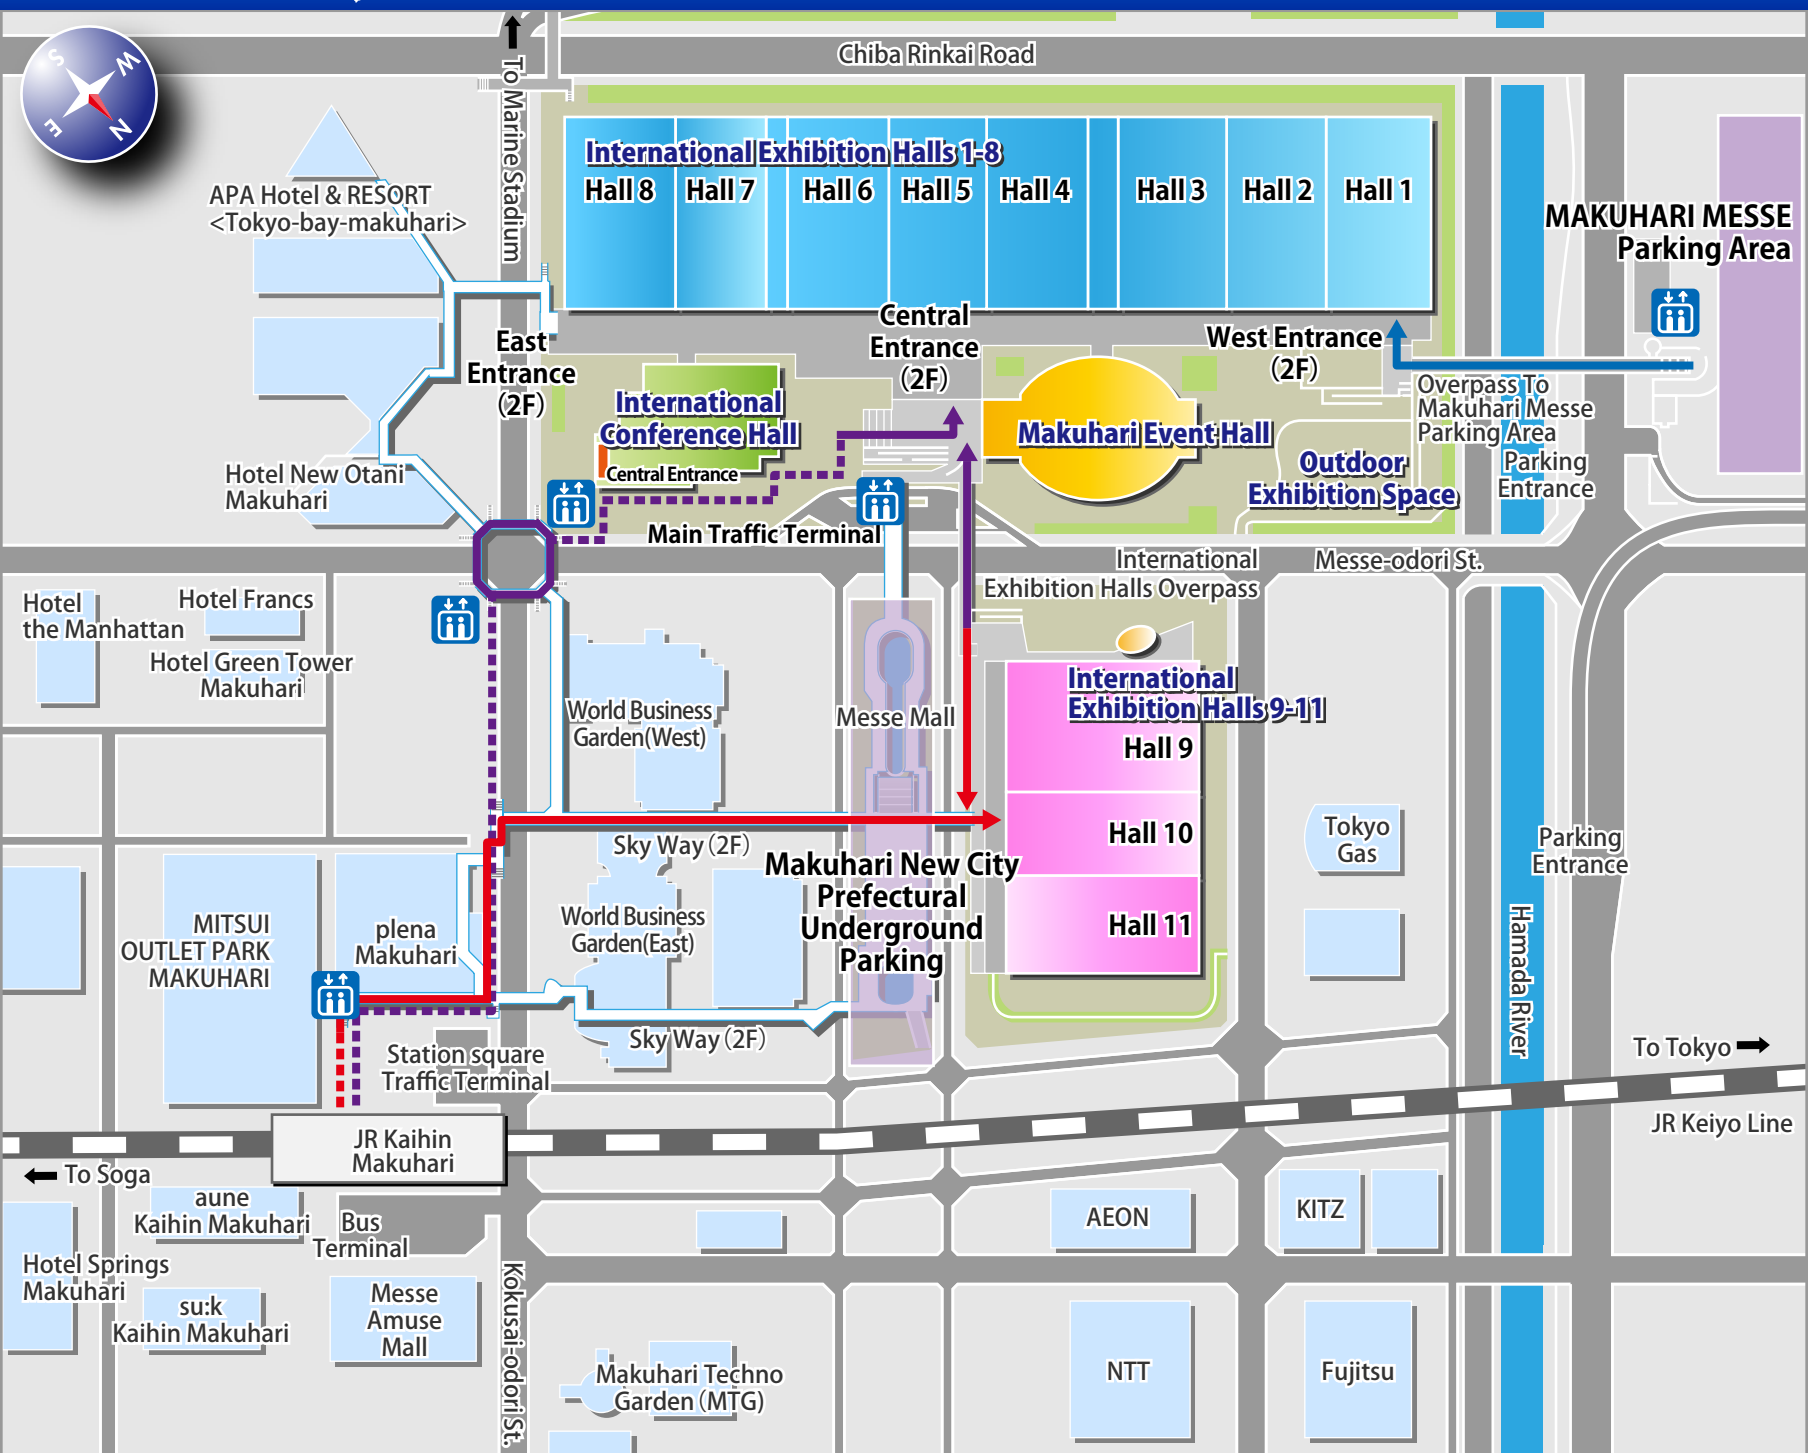 Chiba Rinkai Road
S
W
E
N
To Marine Stadium
International Exhibition Halls 1-8
Hall 8
Hall 7
Hall 6
Hall 5
Hall 4
Hall 3
Hall 2
Hall 1
APA Hotel & RESORT
<Tokyo-bay-makuhari>
MAKUHARI MESSE
Parking Area
East
Entrance
(2F)
Central
Entrance
(2F)
West Entrance
(2F)
Overpass To
Makuhari Messe
Parking Area
Parking
Entrance
International
Conference Hall
Central Entrance
Makuhari Event Hall
Outdoor
Exhibition Space
Hotel New Otani
Makuhari
Main Traffic Terminal
International
Exhibition Halls Overpass
Messe-odori St.
Hotel
the Manhattan
Hotel Francs
Hotel Green Tower
Makuhari
World Business
Garden(West)
Messe Mall
International
Exhibition Halls 9-11
Hall 9
Hall 10
Hall 11
Sky Way (2F)
Makuhari New City
Prefectural
Underground
Parking
Tokyo
Gas
Parking
Entrance
MITSUI
OUTLET PARK
MAKUHARI
plena
Makuhari
World Business
Garden(East)
Hamada River
Sky Way (2F)
Station square
Traffic Terminal
To Tokyo
JR Keiyo Line
JR Kaihin
Makuhari
To Soga
aune
Kaihin Makuhari
Bus
Terminal
AEON
KITZ
Hotel Springs
Makuhari
su:k
Kaihin Makuhari
Messe
Amuse
Mall
Kokusai-odori St.
Makuhari Techno
Garden (MTG)
NTT
Fujitsu